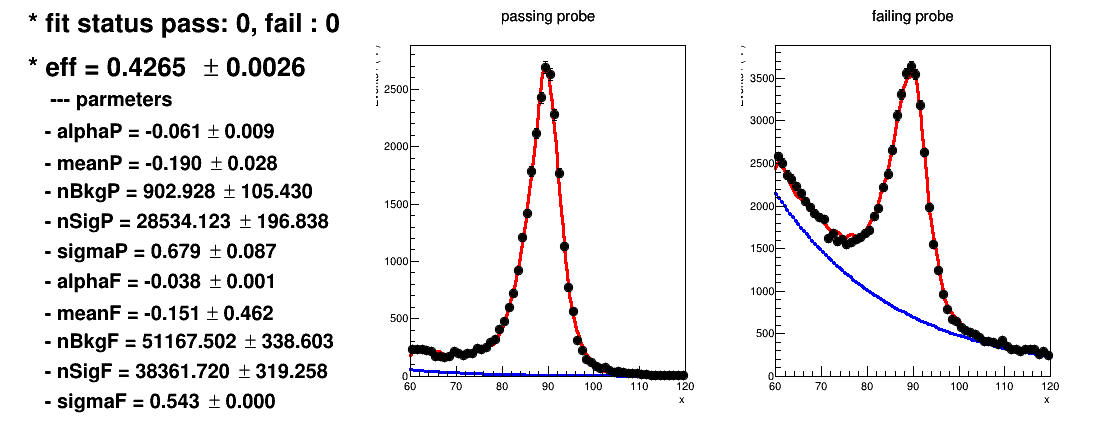 * fit status pass: 0, fail : 0
* eff = 0.4265 ± 0.0026
--- parmeters
- alphaP = -0.061 ± 0.009
- meanP = -0.190 ± 0.028
- nBkgP = 902.928 ± 105.430
- nSigP = 28534.123 ± 196.838
- sigmaP = 0.679 ± 0.087
- alphaF = -0.038 ± 0.001
- meanF = -0.151 ± 0.462
- nBkgF = 51167.502 ± 338.603
- nSigF = 38361.720 ± 319.258
- sigmaF = 0.543 ± 0.000
passing probe
2500
2000
1500
1000
500
0
60 70 80 90 100 110 120
x
failing probe
3500
3000
2500
2000
1500
1000
500
0
60 70 80 90 100 110 120
x